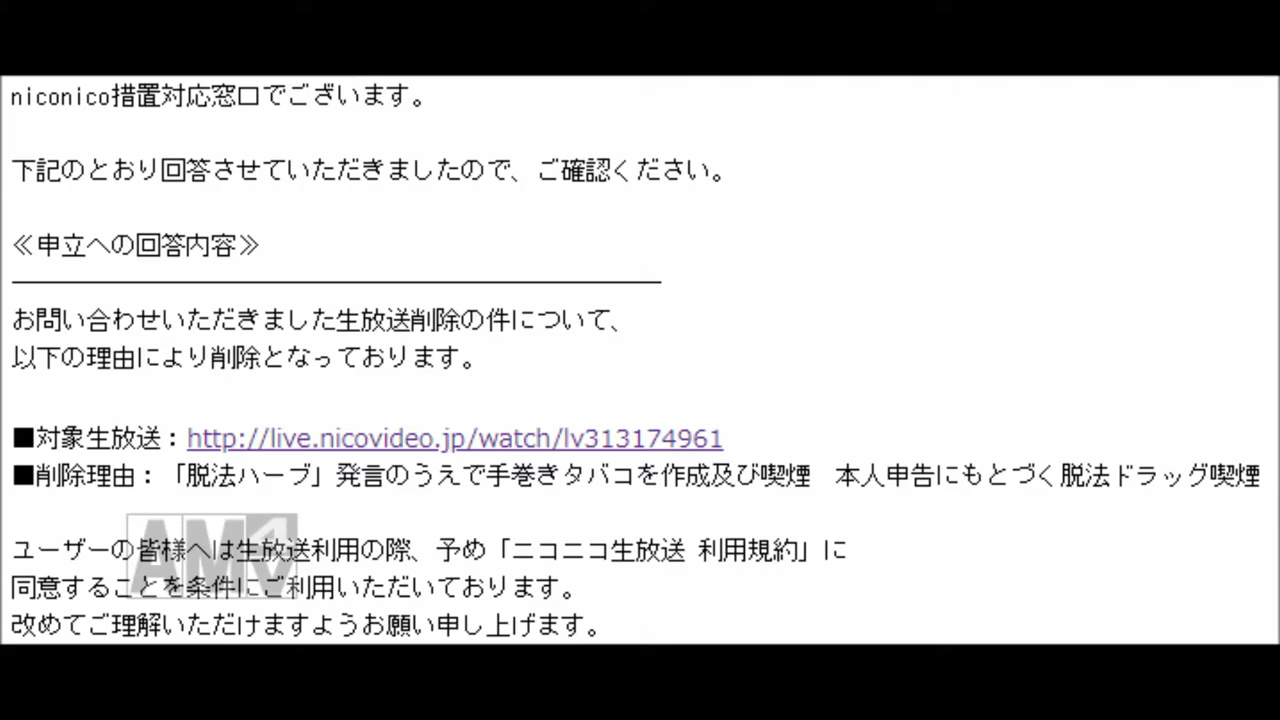 niconico措置対応窓口でございます。
下記のとおり回答させていただきましたので、ご確認ください。
≪申立への回答内容≫
お問い合わせいただきました生放送削除の件について、
以下の理由により削除となっております。
■対象生放送：http://live.nicovideo.jp/watch/lv313174961
■削除理由：「脱法ハーブ」発言のうえで手巻きタバコを作成及び喫煙　本人申告にもとづく脱法ドラッグ喫煙
AMV
ユーザーの皆様へは生放送利用の際、予め「ニコニコ生放送 利用規約」に
同意することを条件にご利用いただいております。
改めてご理解いただけますようお願い申し上げます。